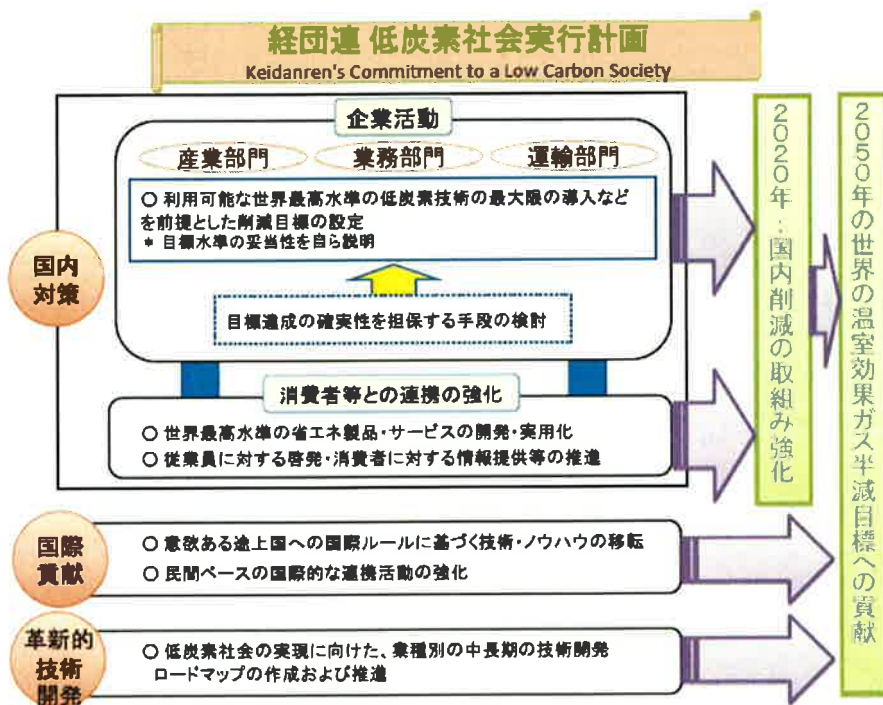 経団連 低炭素社会実行計画
Keidanren's Commitment to a Low Carbon Society
企業活動
産業部門
業務部門
運輸部門
○ 利用可能な世界最高水準の低炭素技術の最大限の導入など
を前提とした削減目標の設定
* 目標水準の妥当性を自ら説明
国内
対策
目標達成の確実性を担保する手段の検討
消費者等との連携の強化
○ 世界最高水準の省エネ製品・サービスの開発・実用化
○ 従業員に対する啓発・消費者に対する情報提供等の推進
2020年：国内削減の取組み強化
2050年の世界の温室効果ガス半減目標への貢献
国際
貢献
○ 意欲ある途上国への国際ルールに基づく技術・ノウハウの移転
○ 民間ベースの国際的な連携活動の強化
革新的
技術
開発
○ 低炭素社会の実現に向けた、業種別の中長期の技術開発
ロードマップの作成および推進